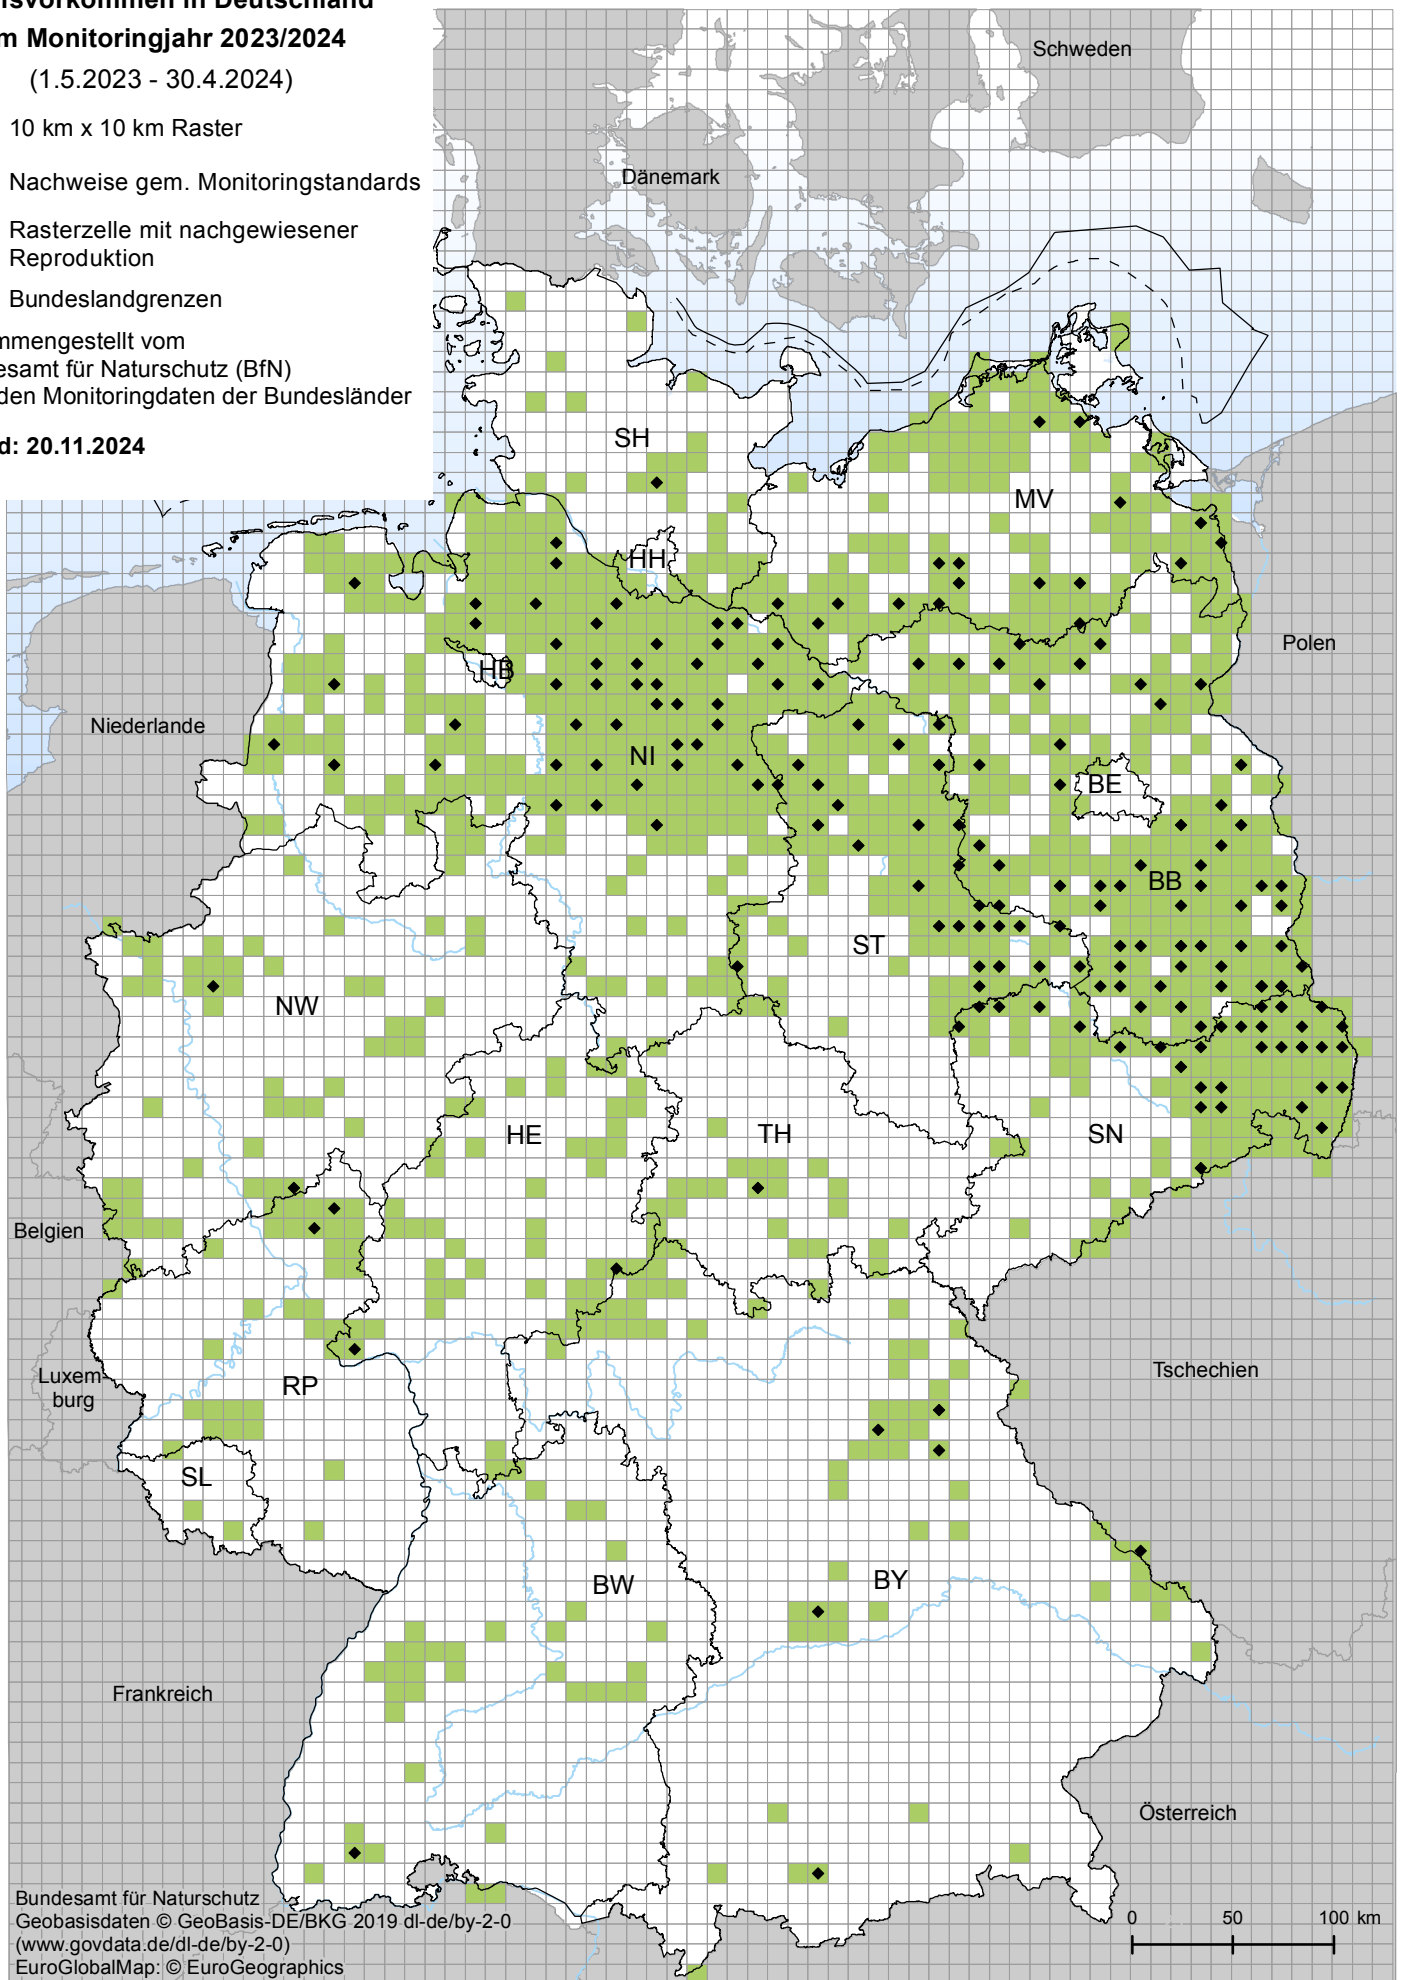 Deutschland
Monitoringjahr 2023/2024
(1.5.2023 - 30.4.2024)
10 km x 10 km Raster
Nachweise gem. Monitoringstandards
Rasterzelle mit nachgewiesener
Reproduktion
Bundeslandgrenzen
vom
für Naturschutz (BfN)
den Monitoringdaten der Bundesländer
20.11.2024
Schweden
Dänemark
SH
MV
HH
Polen
HB
Niederlande
NI
BE
BB
ST
NW
HE
TH
SN
Belgien
Luxem-
burg
RP
Tschechien
SL
BW
BY
Frankreich
Österreich
Bundesamt für Naturschutz
Geobasisdaten © GeoBasis-DE/BKG 2019 dl-de/by-2-0
(www.govdata.de/dl-de/by-2-0)
EuroGlobalMap: © EuroGeographics
0 50 100 km